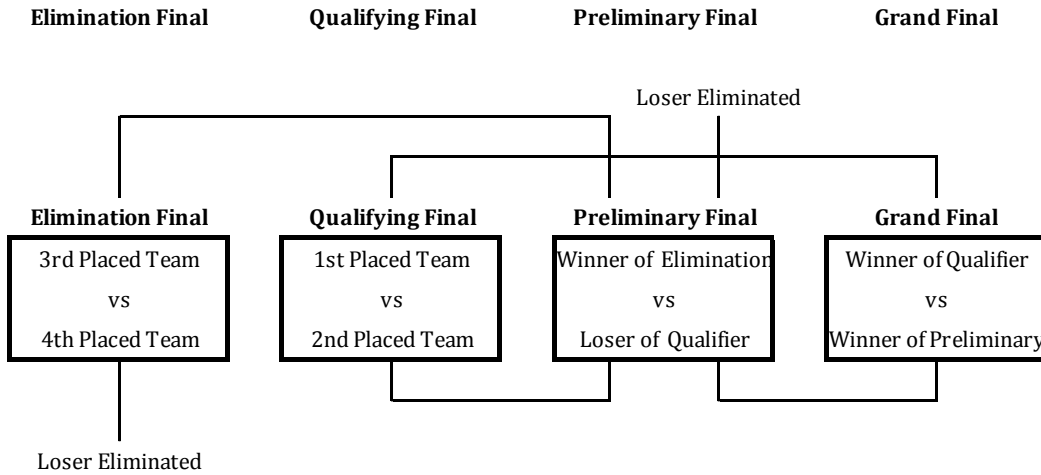 Elimination Final
Qualifying Final
Preliminary Final
Grand Final
Loser Eliminated
Elimination Final
Qualifying Final
Preliminary Final
Grand Final
3rd Placed Team
vs
4th Placed Team
1st Placed Team
vs
2nd Placed Team
Winner of Elimination
vs
Loser of Qualifier
Winner of Qualifier
vs
Winner of Preliminary
Loser Eliminated